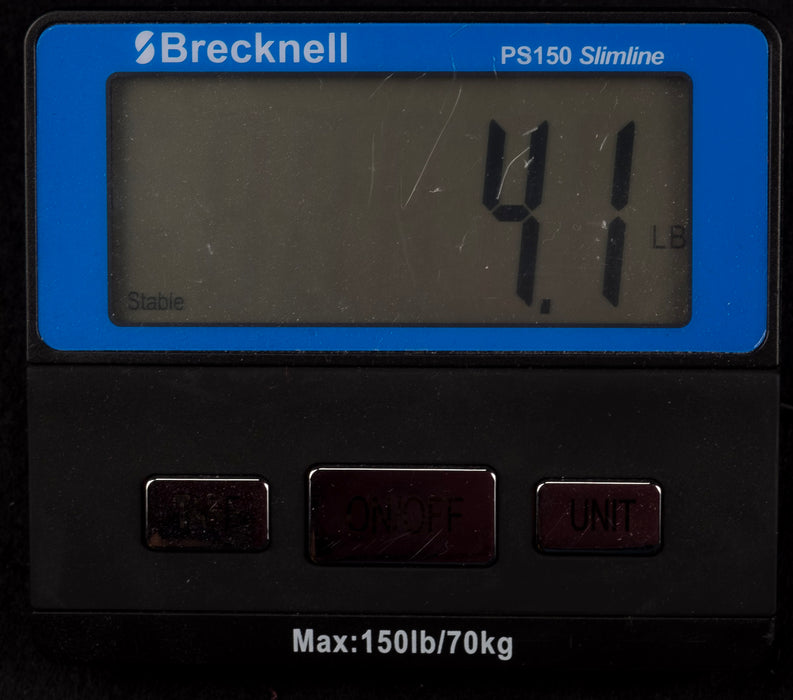 Brecknell PS150 Slimline
4.1
LB
Stable
ON/OFF UNIT
Max:150lb/70kg